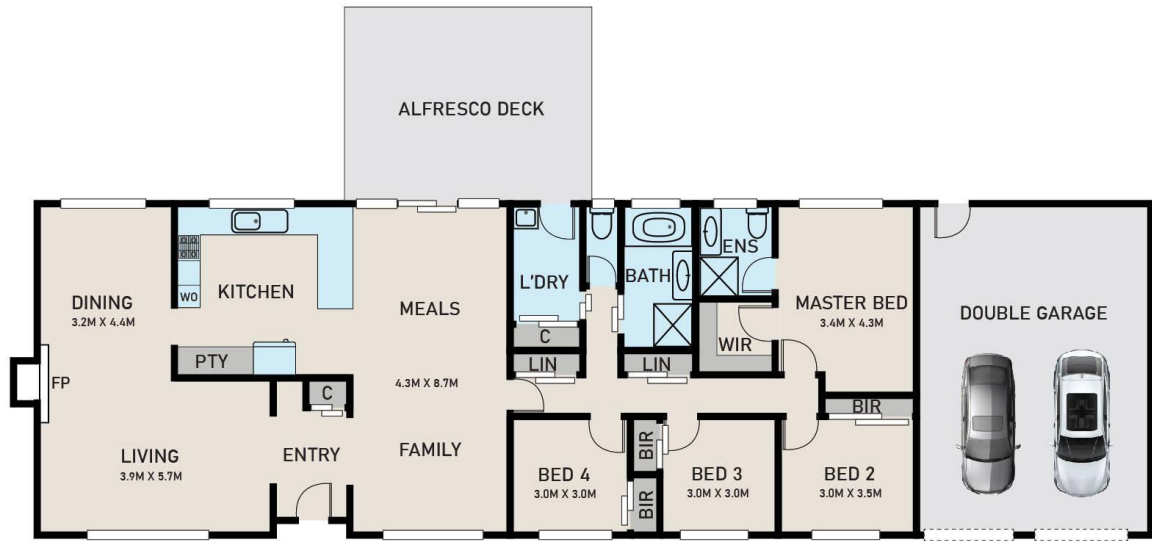 ALFRESCO DECK
DINING
3.2M X 4.4M
WO
KITCHEN
PTY
MEALS
4.3M X 8.7M
FAMILY
L'DRY
C
LIN
BATH
LIN
ENS
WIR
MASTER BED
3.4M X 4.3M
DOUBLE GARAGE
FP
LIVING
3.9M X 5.7M
C
ENTRY
BED 4
3.0M X 3.0M
BIR
BIR
BED 3
3.0M X 3.0M
BIR
BED 2
3.0M X 3.5M